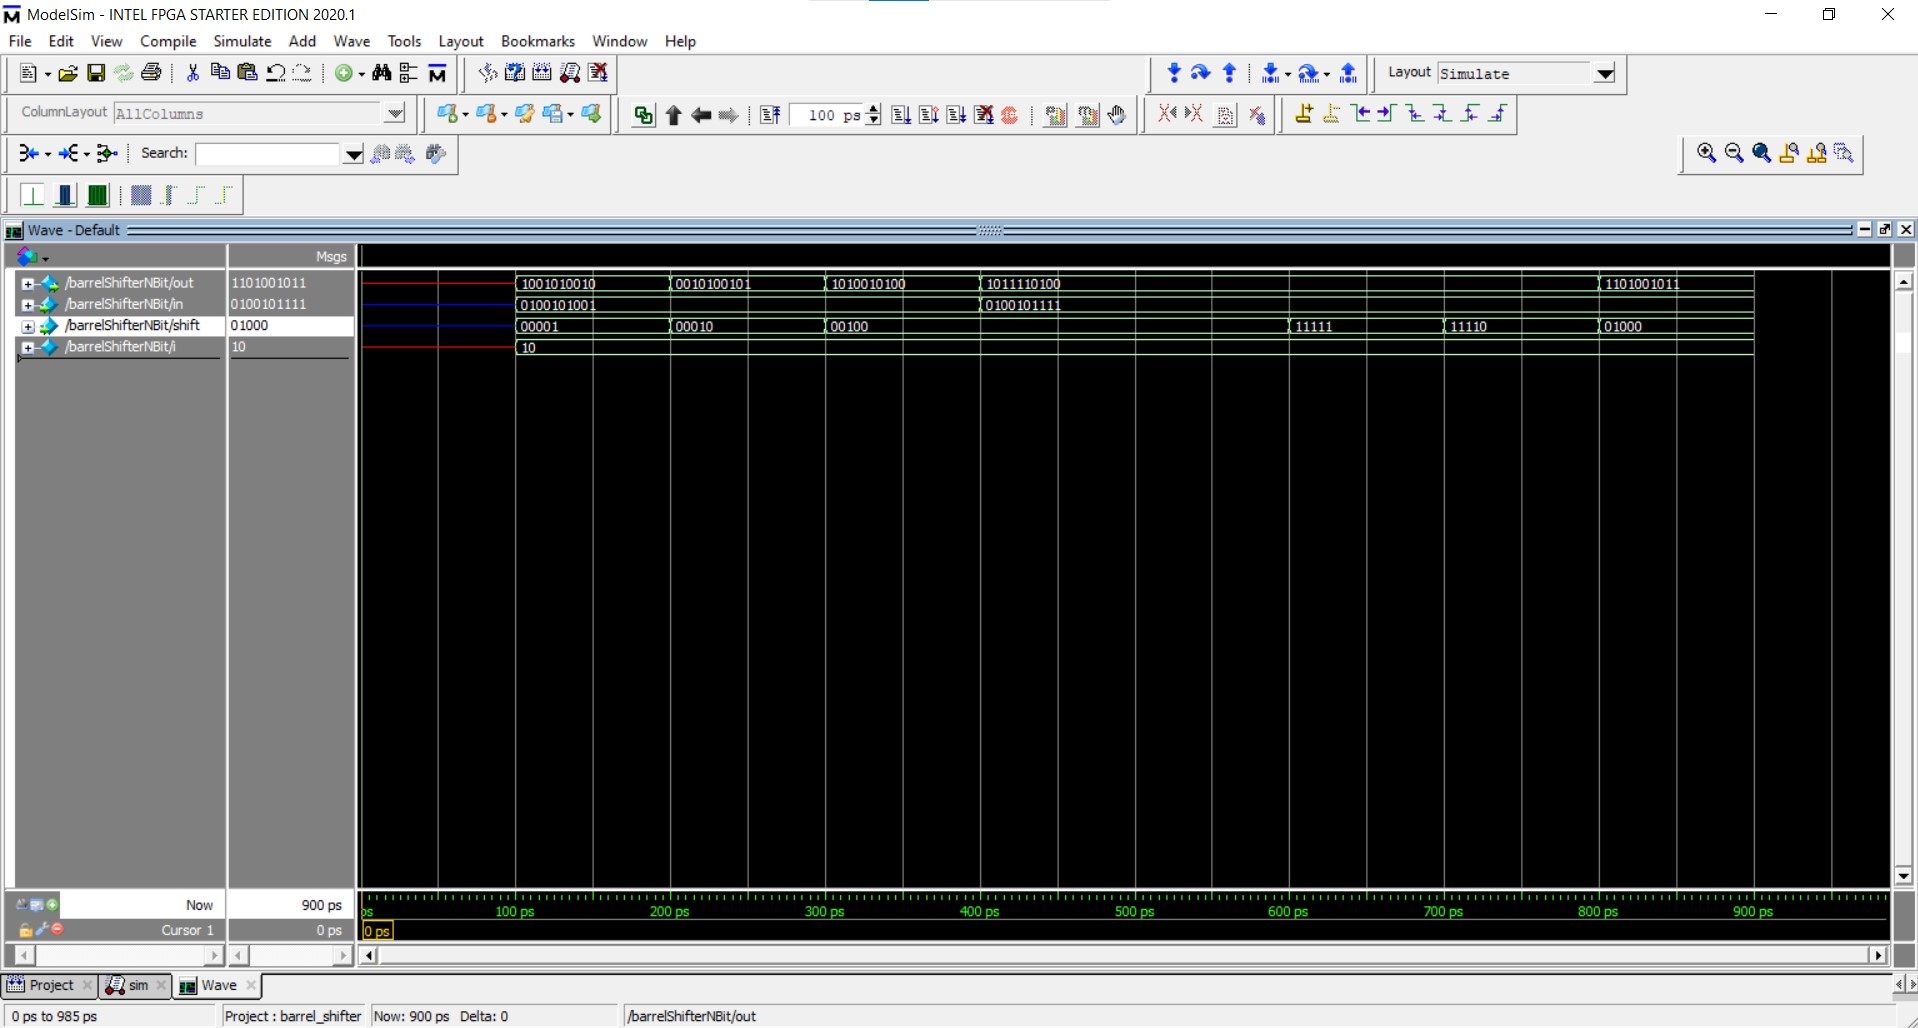 ModelSim - INTEL FPGA STARTER EDITION 2020.1
File Edit View Compile Simulate Add Wave Tools Layout Bookmarks Window Help
Layout Simulate
ColumnLayout AllColumns
100 ps
Search:
Wave - Default
Msgs
/barrelShifterNBit/out 1101001011 1001010010 0010100101 1010010100 1011110100 1101001011
/barrelShifterNBit/in 0100101111 0100101001 0100101111
/barrelShifterNBit/shift 01000 00001 00010 00100 11111 11110 01000
/barrelShifterNBit/i 10 10
Now 900 ps ps 100 ps 200 ps 300 ps 400 ps 500 ps 600 ps 700 ps 800 ps 900 ps
Cursor 1 0 ps 0 ps
Project sim Wave
0 ps to 985 ps Project : barrel_shifter Now: 900 ps Delta: 0 /barrelShifterNBit/out